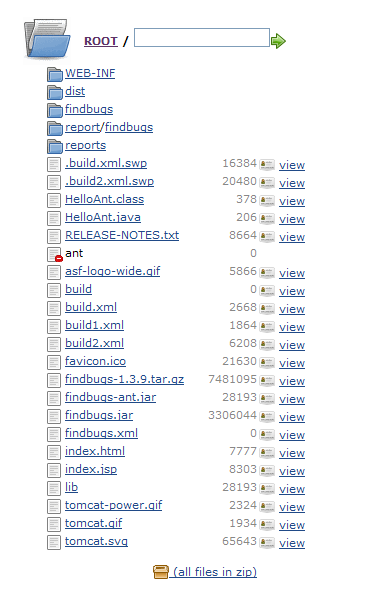 ROOT /
WEB-INF
dist
findbugs
report/findbugs
reports
.build.xml.swp 16384 view
.build2.xml.swp 20480 view
HelloAnt.class 378 view
HelloAnt.java 206 view
RELEASE-NOTES.txt 8664 view
ant 0
asf-logo-wide.gif 5866 view
build 0 view
build.xml 2668 view
build1.xml 1864 view
build2.xml 6208 view
favicon.ico 21630 view
findbugs-1.3.9.tar.gz 7481095 view
findbugs-ant.jar 28193 view
findbugs.jar 3306044 view
findbugs.xml 0 view
index.html 7777 view
index.jsp 8303 view
lib 28193 view
tomcat-power.gif 2324 view
tomcat.gif 1934 view
tomcat.svg 65643 view
(all files in zip)